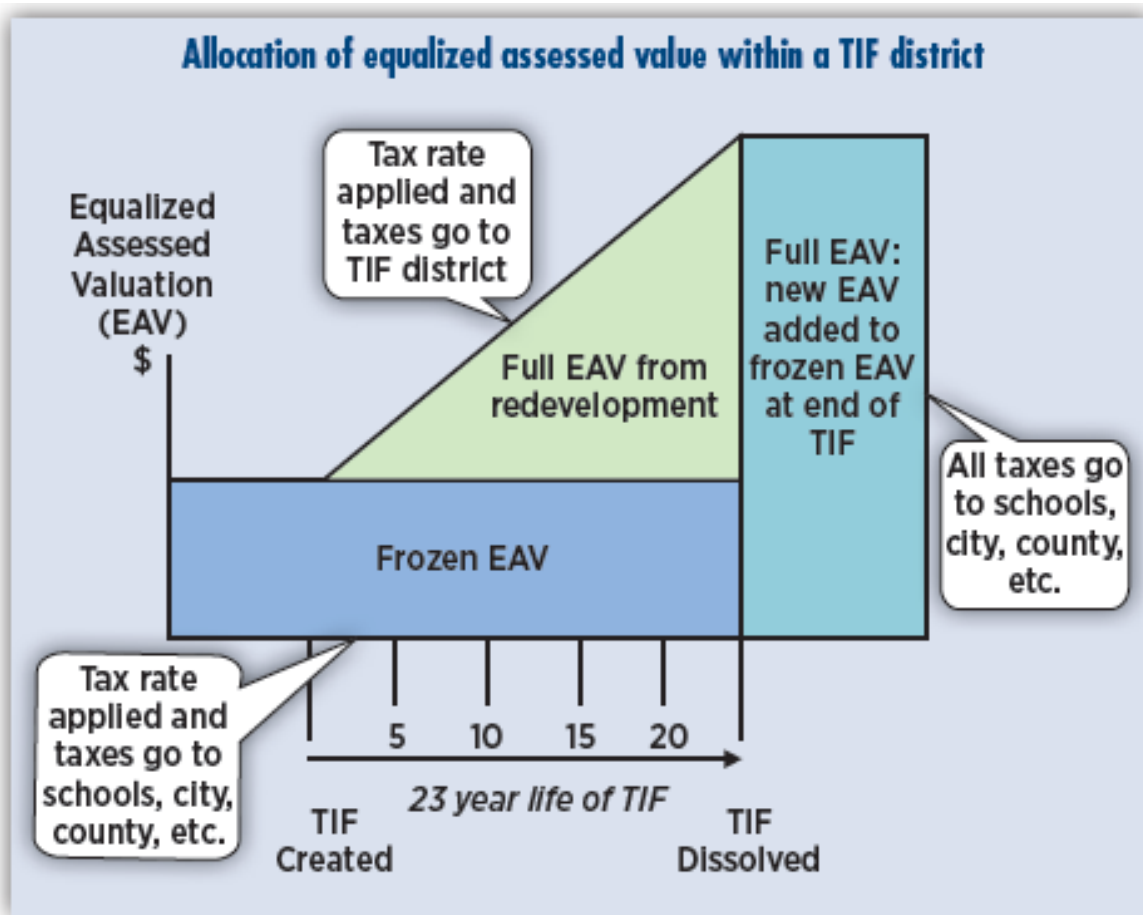 Allocation of equalized assessed value within a TIF district
Tax rate
applied and
taxes go to
TIF district
Equalized
Assessed
Valuation
(EAV)
$
Full EAV:
new EAV
added to
frozen EAV
at end of
TIF
Full EAV from
redevelopment
All taxes go
to schools,
city, county,
etc.
Frozen EAV
Tax rate
applied and
taxes go to
schools, city,
county, etc.
5 10 15 20
23 year life of TIF
TIF
Created
TIF
Dissolved